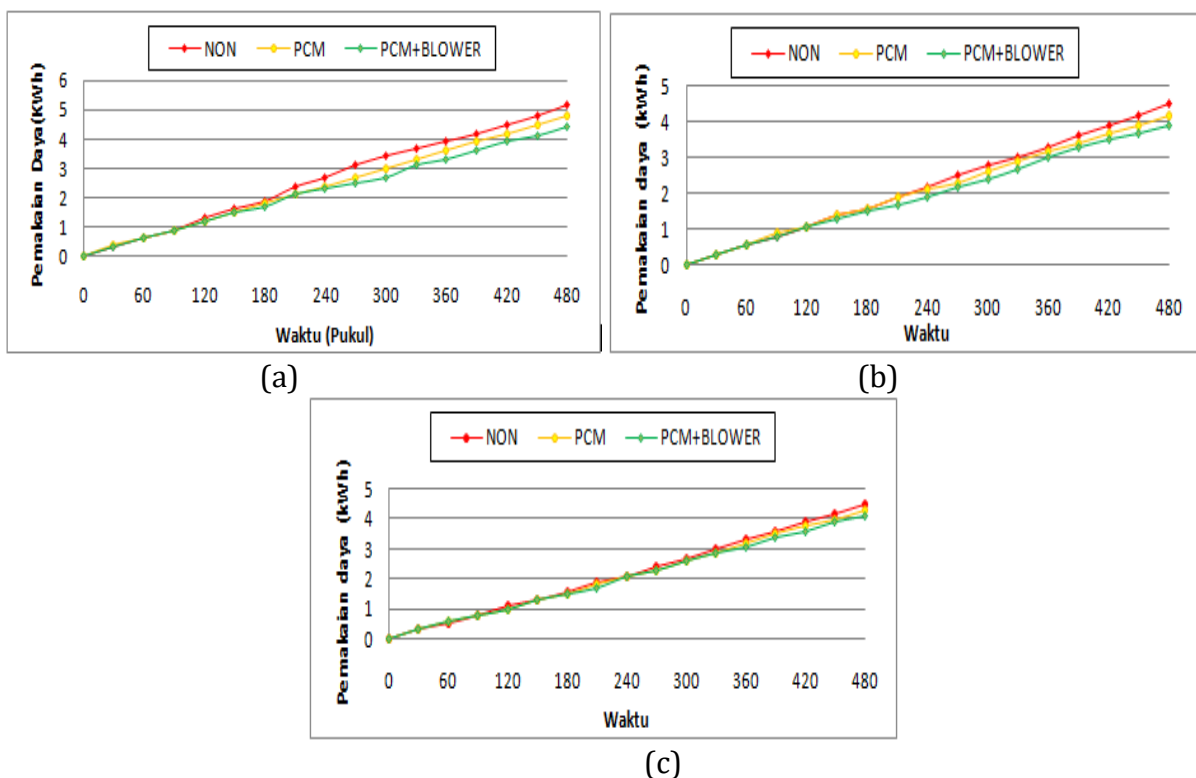 NON PCM PCM+BLOWER
Pemakaian Daya(KWh)
6
5
4
3
2
1
0
0 60 120 180 240 300 360 420 480
Waktu (Pukul)
(a)
NON PCM PCM+BLOWER
Pemakaian daya (kWh)
5
4
3
2
1
0
0 60 120 180 240 300 360 420 480
Waktu
(b)
NON PCM PCM+BLOWER
Pemakaian daya (kWh)
5
4
3
2
1
0
0 60 120 180 240 300 360 420 480
Waktu
(c)